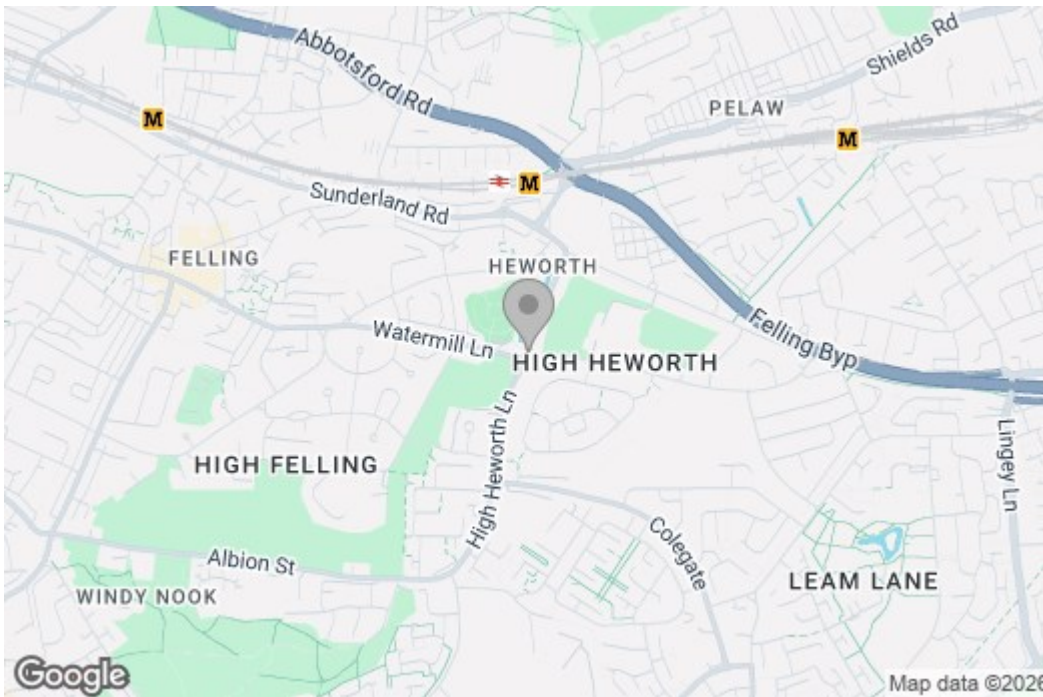 Abbotsford Rd
Shields Rd
PELAW
M
M
M
Sunderland Rd
FELLING
HEWORTH
Felling Byp
Watermill Ln
HIGH HEWORTH
High Heworth Ln
Lingey Ln
HIGH FELLING
Colegate
Albion St
LEAM LANE
WINDY NOOK
Google
Map data ©2026